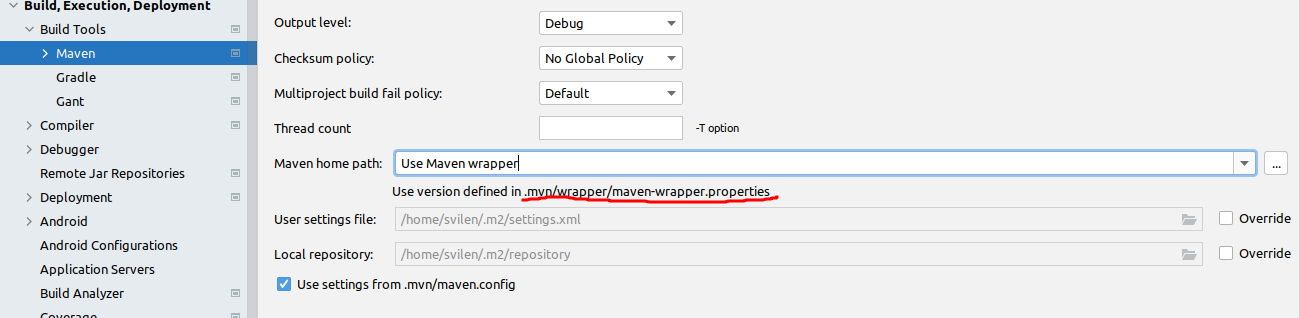 Build, Execution, Deployment
Build Tools
Maven
Gradle
Gant
Compiler
Debugger
Remote Jar Repositories
Deployment
Android
Android Configurations
Application Servers
Build Analyzer
Coverage
Output level: Debug
Checksum policy: No Global Policy
Multiproject build fail policy: Default
Thread count -T option
Maven home path: Use Maven wrapper ...
Use version defined in .mvn/wrapper/maven-wrapper.properties
User settings file: /home/svilen/.m2/settings.xml Override
Local repository: /home/svilen/.m2/repository Override
Use settings from .mvn/maven.config